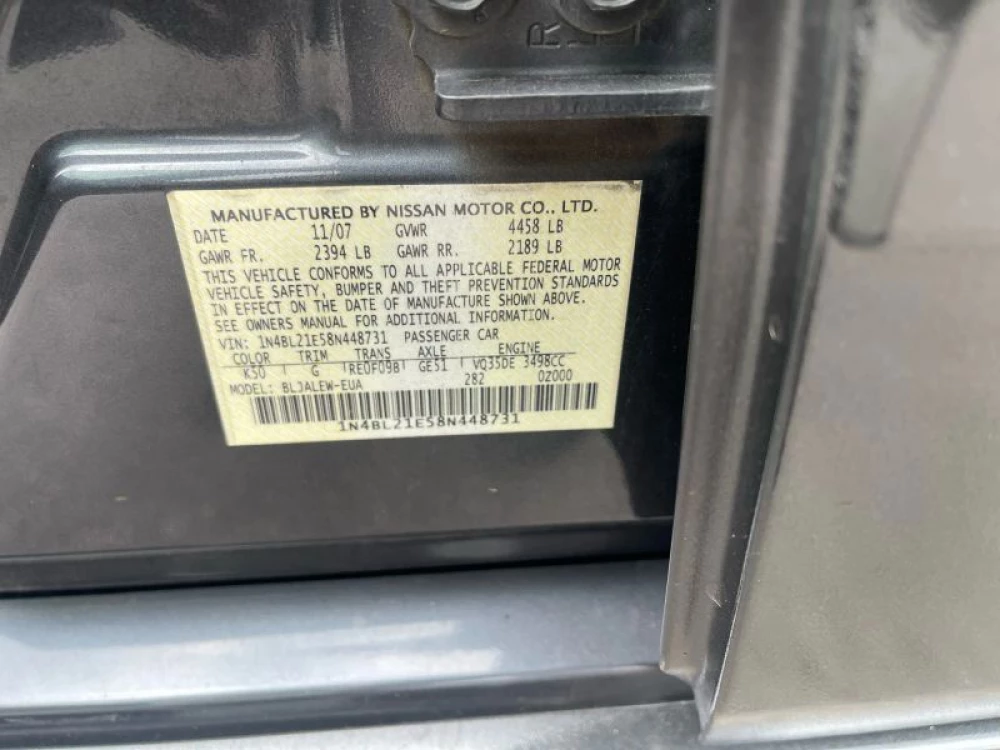 R
MANUFACTURED BY NISSAN MOTOR CO., LTD.
DATE 11/07 GVWR 4458 LB
GAWR FR. 2394 LB GAWR RR. 2189 LB
THIS VEHICLE CONFORMS TO ALL APPLICABLE FEDERAL MOTOR
VEHICLE SAFETY, BUMPER AND THEFT PREVENTION STANDARDS
IN EFFECT ON THE DATE OF MANUFACTURE SHOWN ABOVE.
SEE OWNERS MANUAL FOR ADDITIONAL INFORMATION.
VIN: 1N4BL21E58N448731 PASSENGER CAR
COLOR TRIM TRANS AXLE ENGINE
K50 G RE0F09B GE51 VQ35DE 3498CC
MODEL: BLJALEW-EUA 282 02000
1N4BL21E58N448731